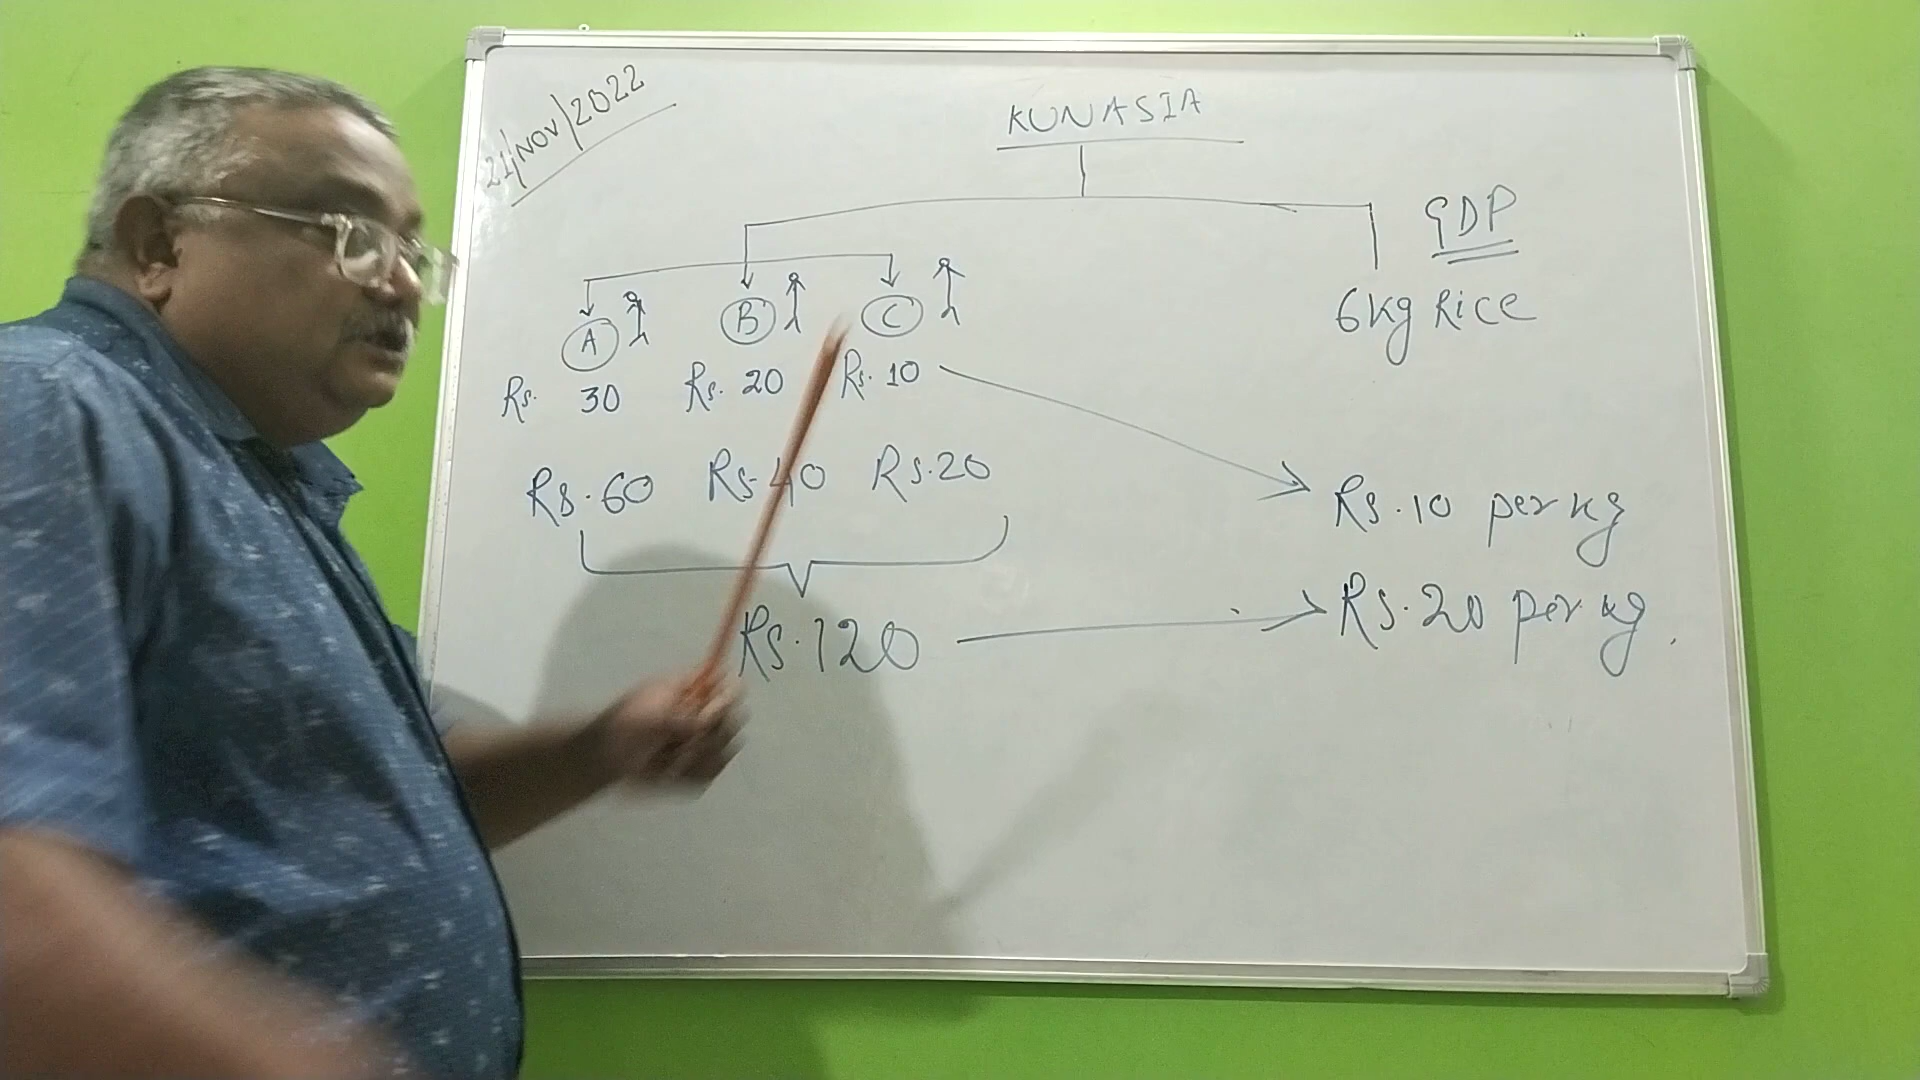 21/NOV/2022
KUNASIA
GDP
A B C
6kg Rice
Rs. 30 Rs. 20 Rs. 10
Rs. 60 Rs. 40 Rs. 20
Rs. 10 per kg
Rs. 120
Rs. 20 per kg.